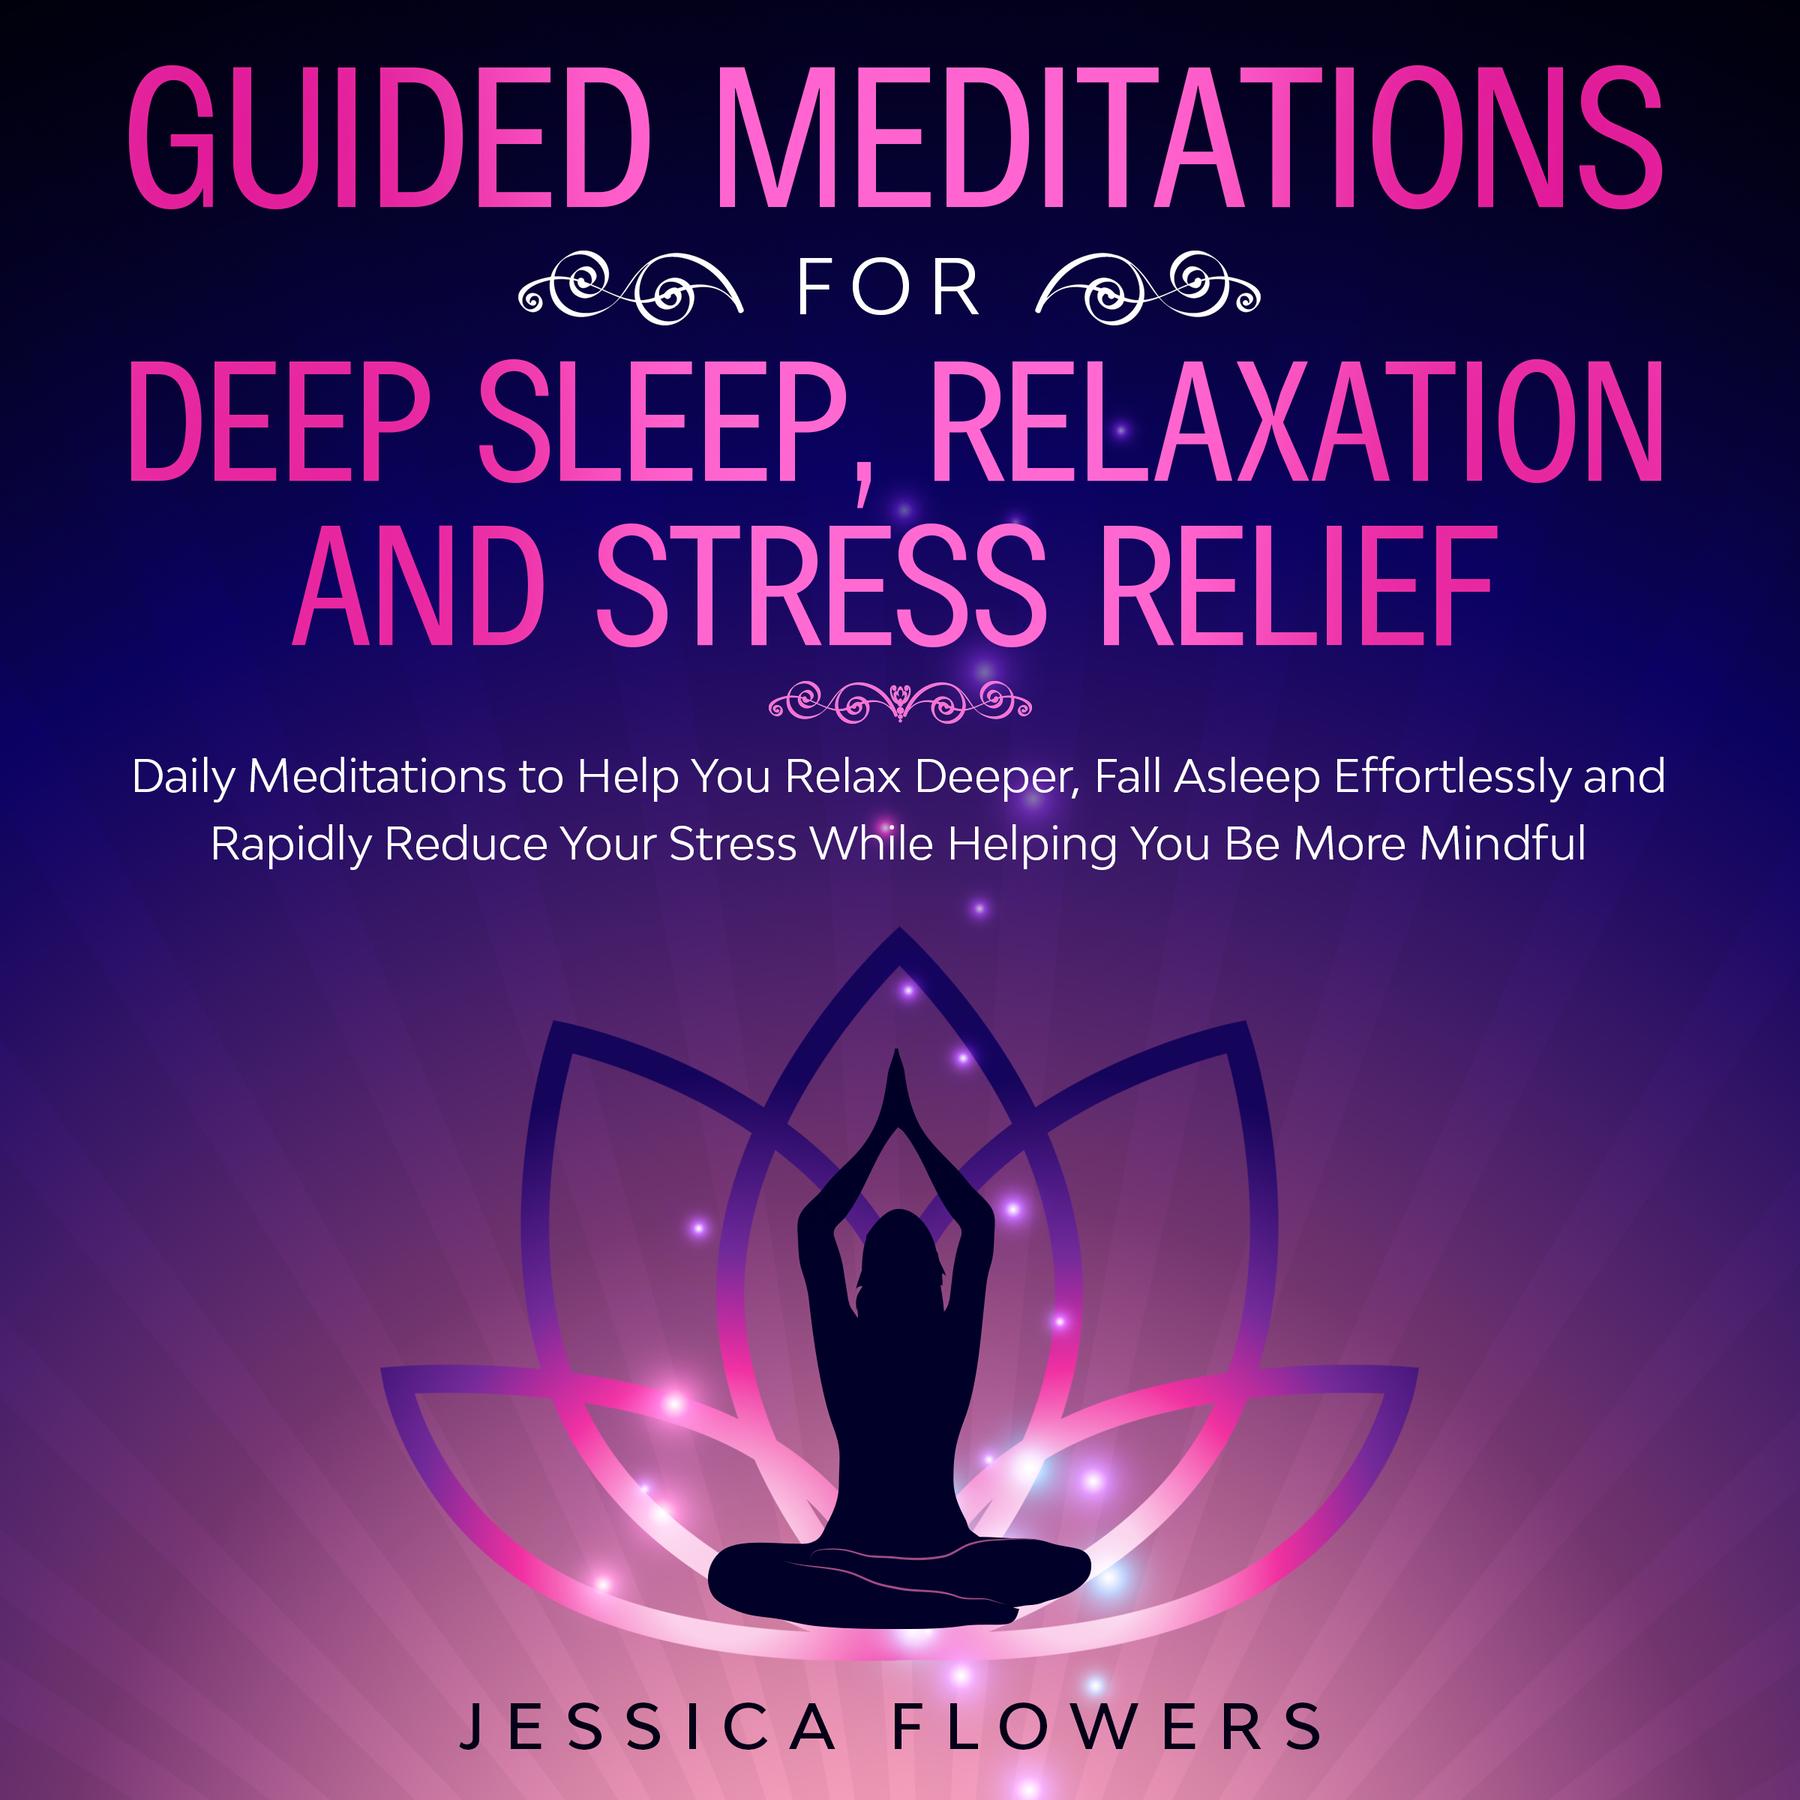 GUIDED MEDITATIONS
FOR
DEEP SLEEP, RELAXATION
AND STRESS RELIEF
Daily Meditations to Help You Relax Deeper, Fall Asleep Effortlessly and
Rapidly Reduce Your Stress While Helping You Be More Mindful
JESSICA FLOWERS